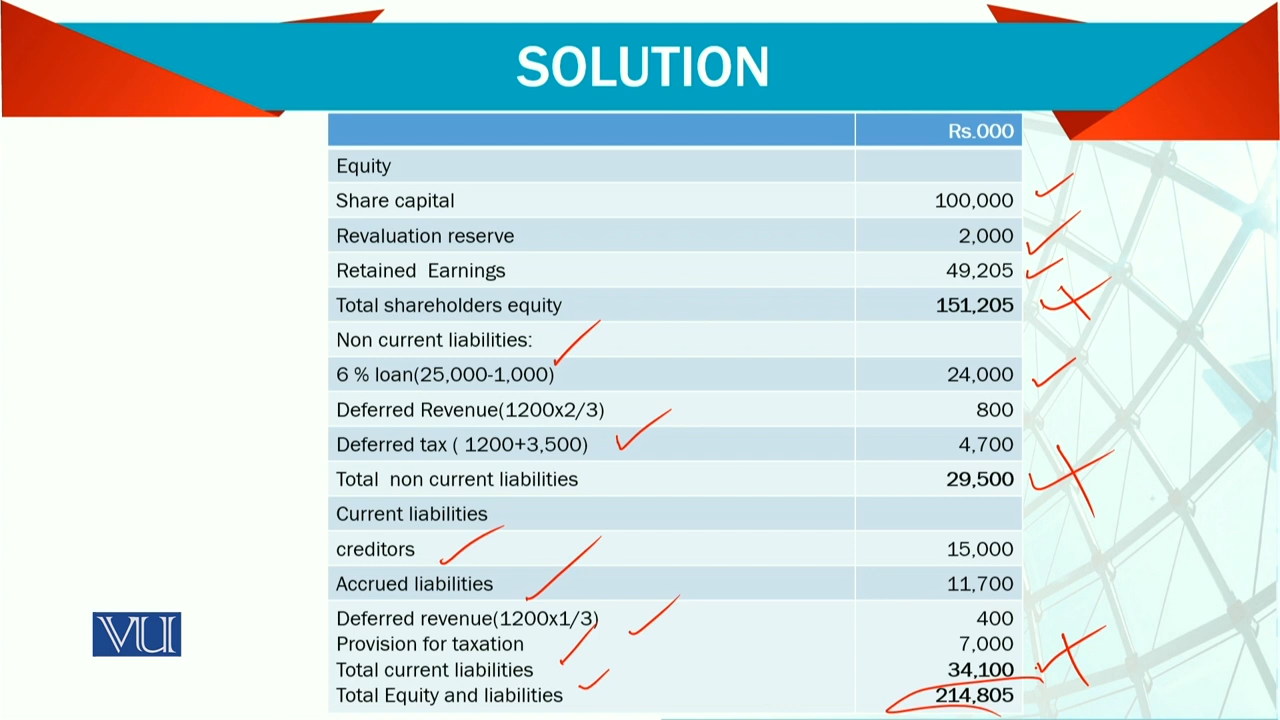 SOLUTION
Rs.000
Equity
Share capital 100,000
Revaluation reserve 2,000
Retained Earnings 49,205
Total shareholders equity 151,205
Non current liabilities:
6 % loan(25,000-1,000) 24,000
Deferred Revenue(1200x2/3) 800
Deferred tax ( 1200+3,500) 4,700
Total non current liabilities 29,500
Current liabilities
creditors 15,000
Accrued liabilities 11,700
Deferred revenue(1200x1/3) 400
Provision for taxation 7,000
Total current liabilities 34,100
Total Equity and liabilities 214,805
VU